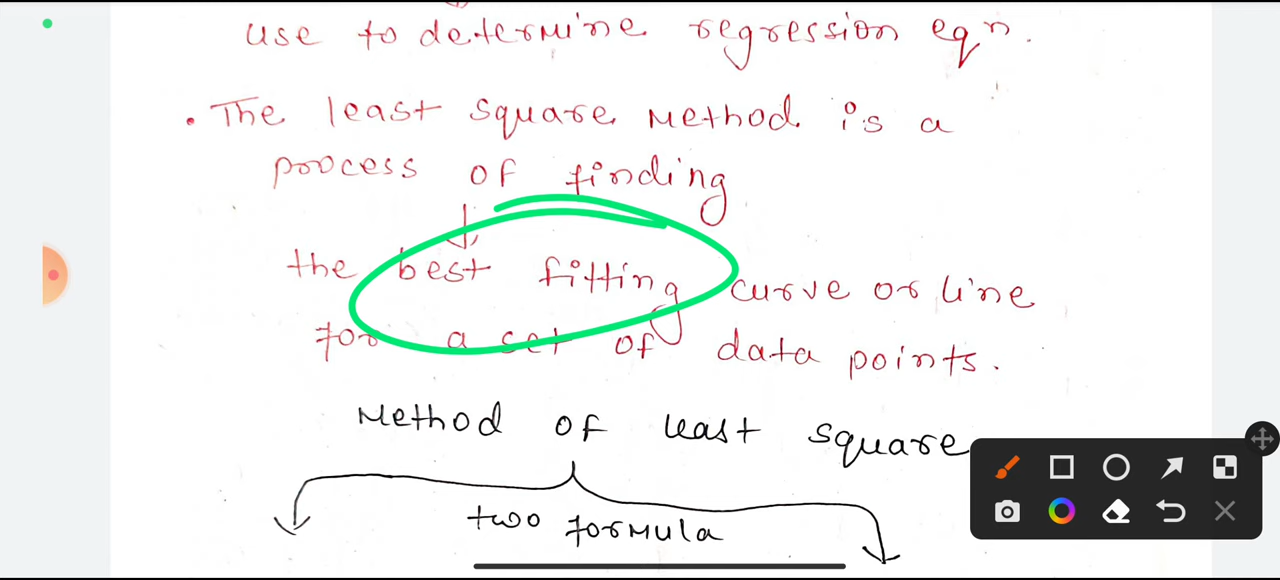 use to determine regression eqn.
. The least square method is a
process of finding
the best fitting curve or line
for a set of data points.
Method of least square
two formula